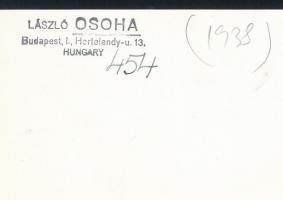 LÁSZLÓ OSOHA
Budapest, I., Hertelendy-u. 13,
HUNGARY
454
(1938)